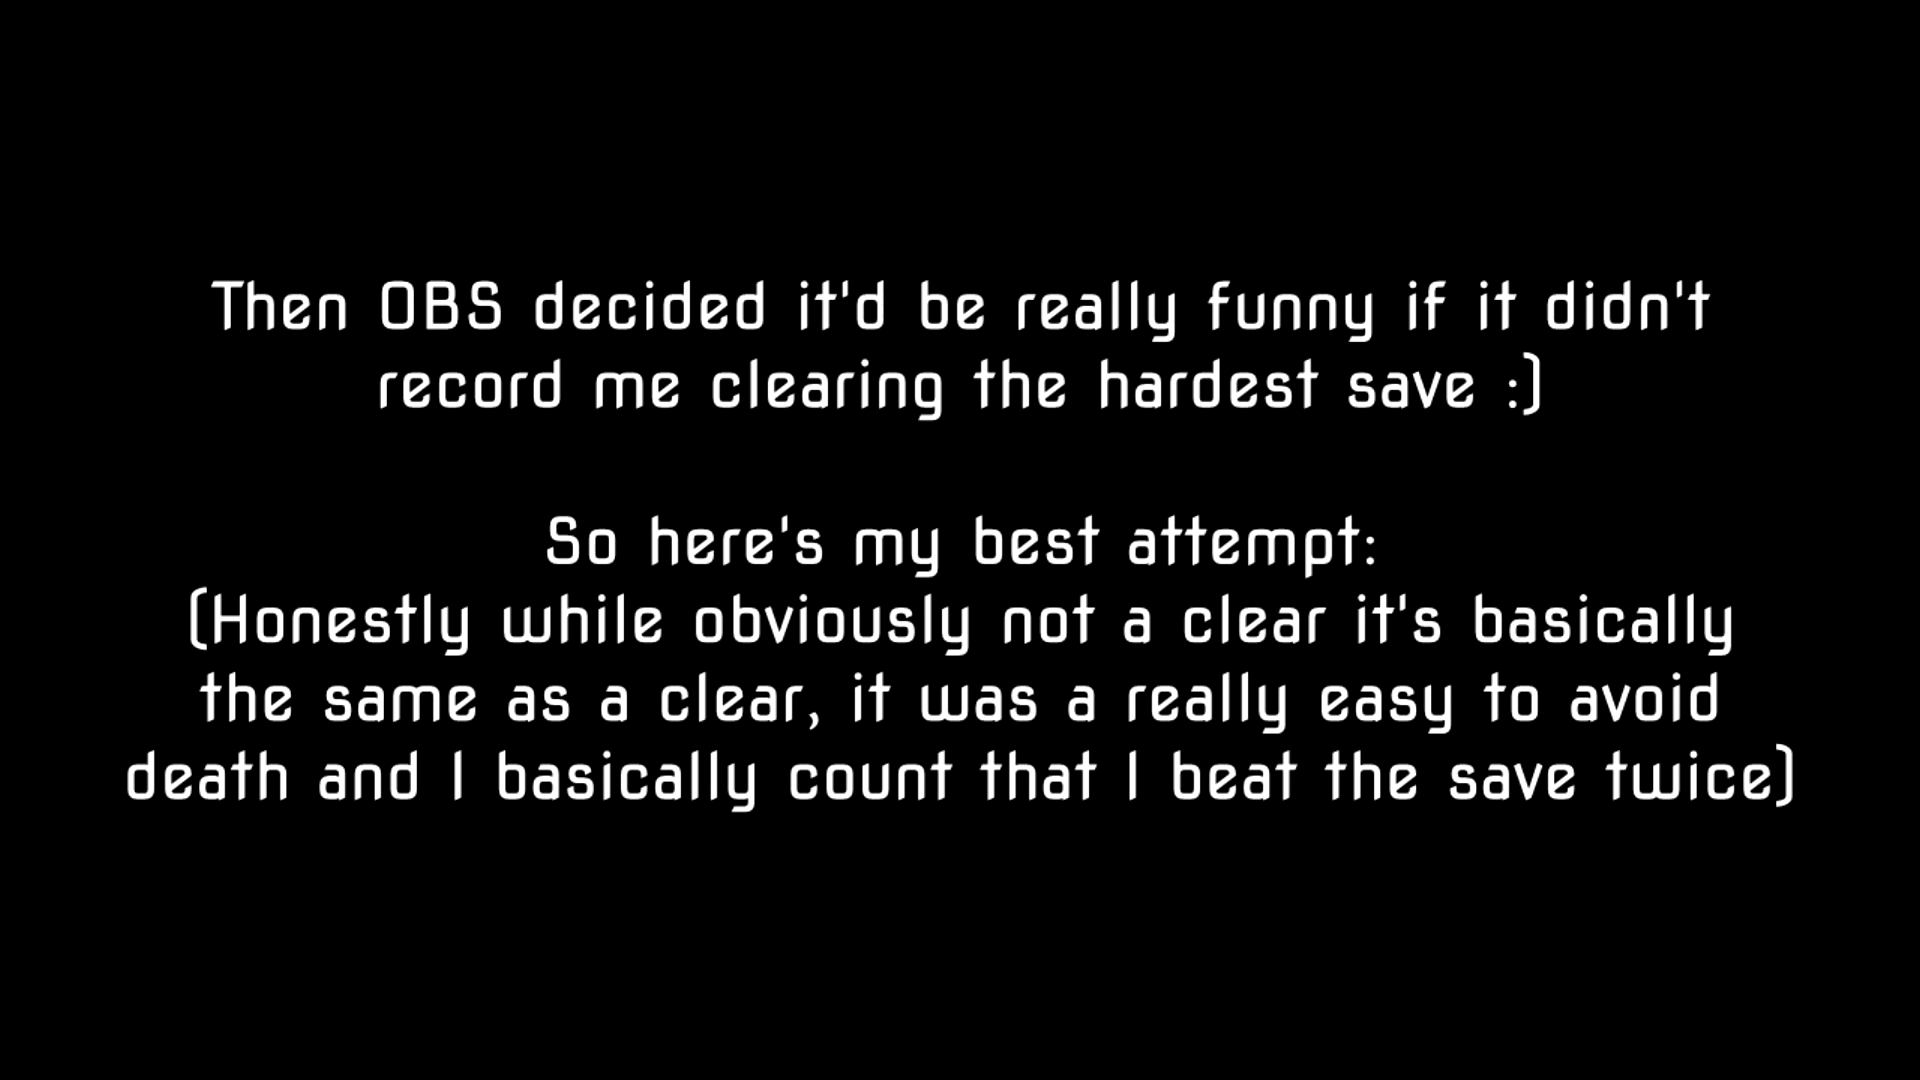 Then OBS decided it'd be really funny if it didn't
record me clearing the hardest save :)
So here's my best attempt:
(Honestly while obviously not a clear it's basically
the same as a clear, it was a really easy to avoid
death and I basically count that I beat the save twice)